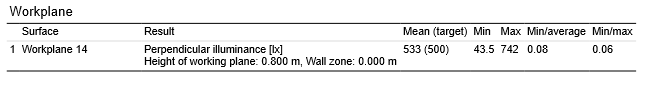 Workplane
Surface Result Mean (target) Min Max Min/average Min/max
1 Workplane 14 Perpendicular illuminance [lx] 533 (500) 43.5 742 0.08 0.06
Height of working plane: 0.800 m, Wall zone: 0.000 m